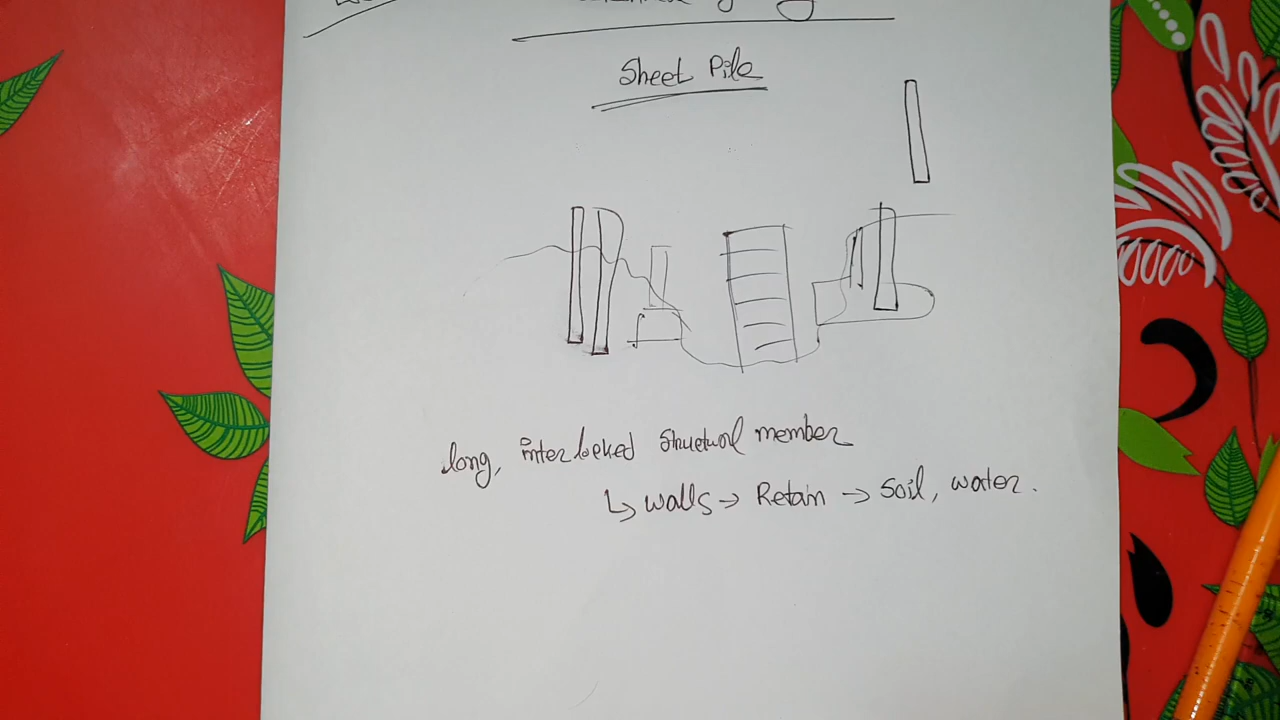 Sheet Pile
long, interlocked structural member
↳ walls → Retain → Soil, water.